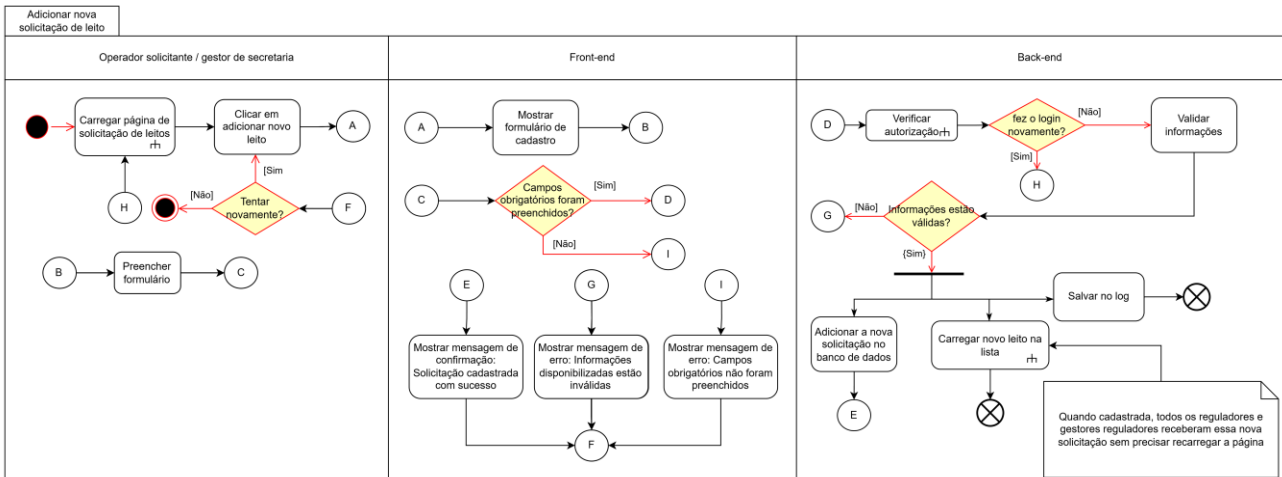 Adicionar nova
solicitação de leito
Operador solicitante / gestor de secretaria
Front-end
Back-end
Carregar página de
solicitação de leitos
Clicar em
adicionar novo
leito
A
[Sim
[Não]
H
Tentar
novamente?
F
B
Preencher
formulário
C
A
Mostrar
formulário de
cadastro
B
C
Campos
obrigatórios foram
preenchidos?
[Sim]
D
[Não]
I
E
G
I
Mostrar mensagem de
confirmação:
Solicitação cadastrada
com sucesso
Mostrar mensagem de
erro: Informações
disponibilizadas estão
inválidas
Mostrar mensagem de
erro: Campos
obrigatórios não foram
preenchidos
F
D
Verificar
autorização
fez o login
novamente?
[Não]
Validar
informações
[Sim]
H
G
[Não]
Informações estão
válidas?
{Sim}
Salvar no log
Adicionar a nova
solicitação no
banco de dados
Carregar novo leito na
lista
E
Quando cadastrada, todos os reguladores e
gestores reguladores receberam essa nova
solicitação sem precisar recarregar a página